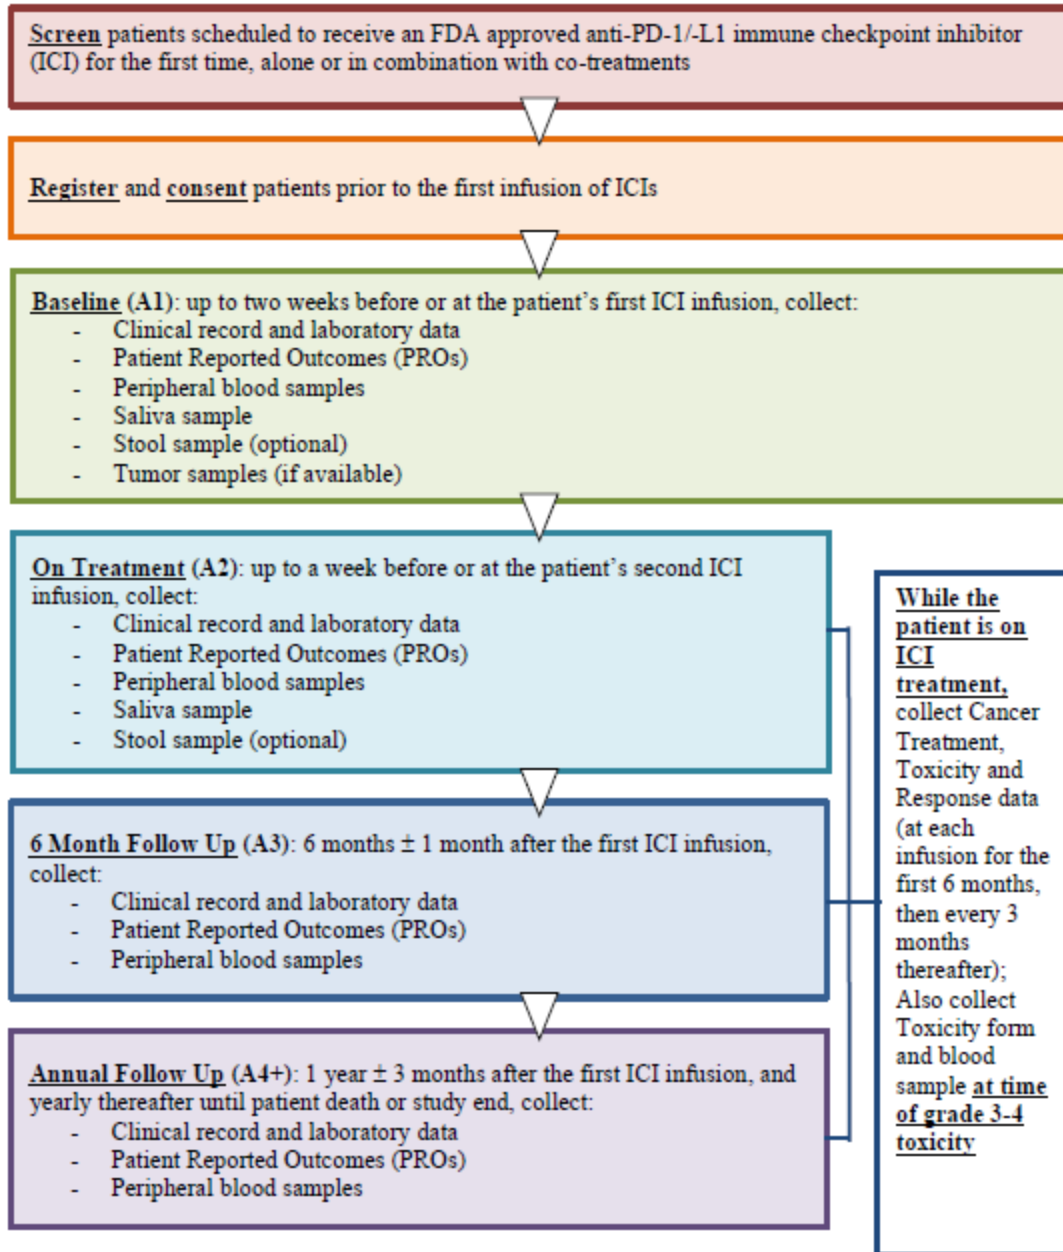 Screen patients scheduled to receive an FDA approved anti-PD-1/-L1 immune checkpoint inhibitor
(ICI) for the first time, alone or in combination with co-treatments
Register and consent patients prior to the first infusion of ICIs
Baseline (A1): up to two weeks before or at the patient's first ICI infusion, collect:
- Clinical record and laboratory data
- Patient Reported Outcomes (PROs)
- Peripheral blood samples
- Saliva sample
- Stool sample (optional)
- Tumor samples (if available)
On Treatment (A2): up to a week before or at the patient's second ICI
infusion, collect:
- Clinical record and laboratory data
- Patient Reported Outcomes (PROs)
- Peripheral blood samples
- Saliva sample
- Stool sample (optional)
6 Month Follow Up (A3): 6 months ± 1 month after the first ICI infusion,
collect:
- Clinical record and laboratory data
- Patient Reported Outcomes (PROs)
- Peripheral blood samples
Annual Follow Up (A4+): 1 year ± 3 months after the first ICI infusion, and
yearly thereafter until patient death or study end, collect:
- Clinical record and laboratory data
- Patient Reported Outcomes (PROs)
- Peripheral blood samples
While the
patient is on
ICI
treatment,
collect Cancer
Treatment,
Toxicity and
Response data
(at each
infusion for the
first 6 months,
then every 3
months
thereafter);
Also collect
Toxicity form
and blood
sample at time
of grade 3-4
toxicity